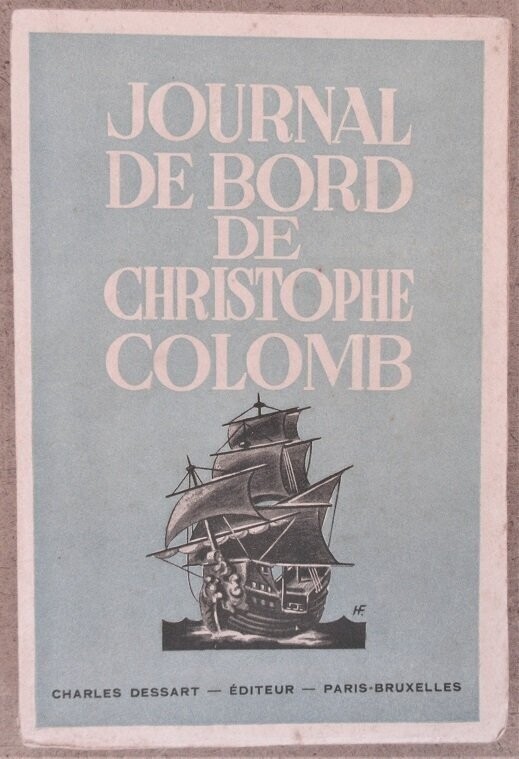 JOURNAL
DE BORD
DE
CHRISTOPHE
COLOMB
HF.
CHARLES DESSART — ÉDITEUR — PARIS-BRUXELLES